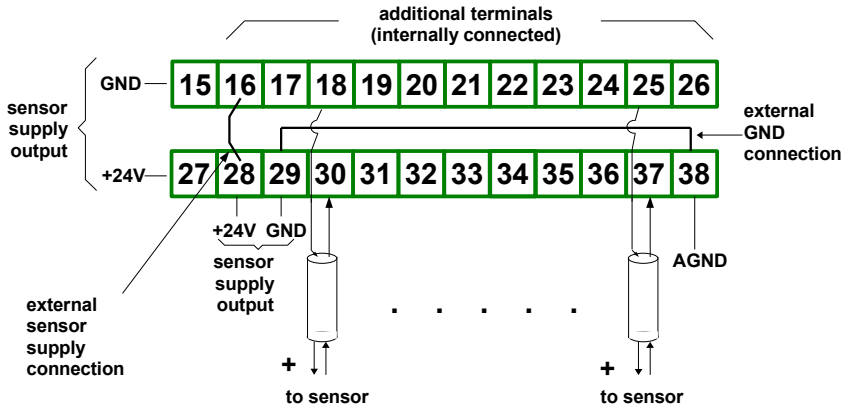 additional terminals
(internally connected)
GND
15 16 17 18 19 20 21 22 23 24 25 26
sensor
supply
output
external
GND
connection
+24V
27 28 29 30 31 32 33 34 35 36 37 38
+24V GND
AGND
sensor
supply
output
external
sensor
supply
connection
. . . . .
+ +
to sensor to sensor